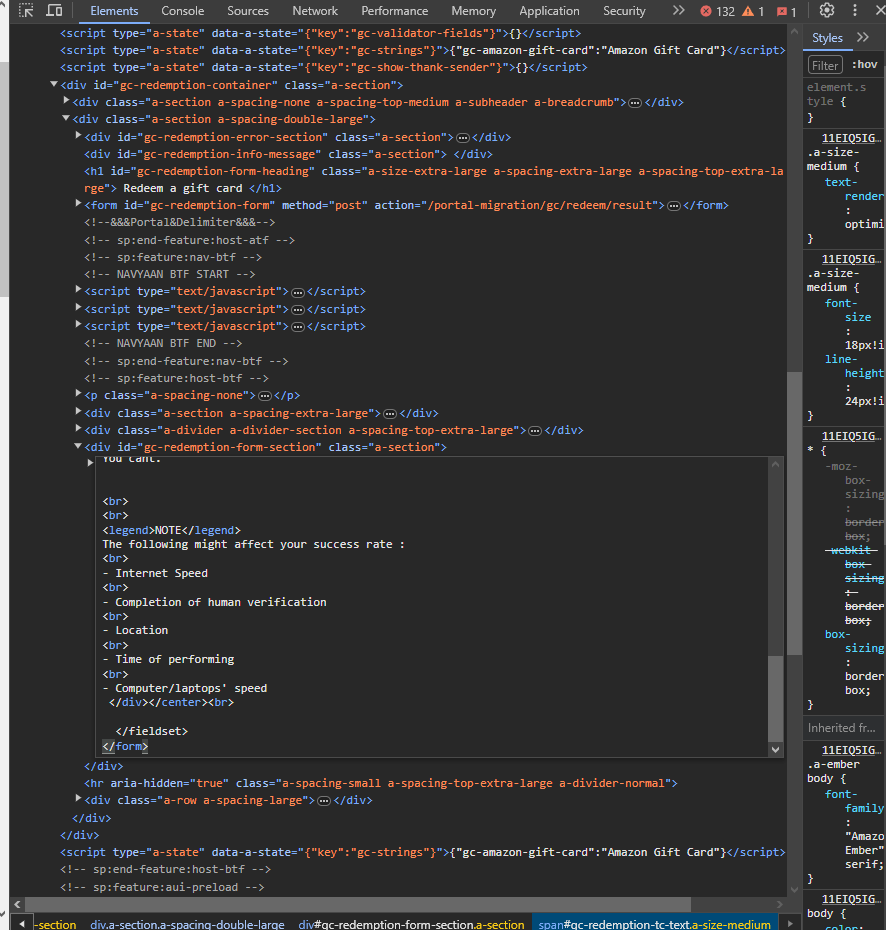 Elements Console Sources Network Performance Memory Application Security 132 1 1
<script type="a-state" data-a-state="{"key":"gc-validator-fields"}">{}</script>
<script type="a-state" data-a-state="{"key":"gc-strings"}">{"gc-amazon-gift-card":"Amazon Gift Card"}</script>
<script type="a-state" data-a-state="{"key":"gc-show-thank-sender"}">{}</script>
<div id="gc-redemption-container" class="a-section">
<div class="a-section a-spacing-none a-spacing-top-medium a-subheader a-breadcrumb">…</div>
<div class="a-section a-spacing-double-large">
<div id="gc-redemption-error-section" class="a-section">…</div>
<div id="gc-redemption-info-message" class="a-section"> </div>
<h1 id="gc-redemption-form-heading" class="a-size-extra-large a-spacing-extra-large a-spacing-top-extra-la
rge"> Redeem a gift card </h1>
<form id="gc-redemption-form" method="post" action="/portal-migration/gc/redeem/result">…</form>
<!--&&&Portal&Delimiter&&&-->
<!-- sp:end-feature:host-atf -->
<!-- sp:feature:nav-btf -->
<!-- NAVYAAN BTF START -->
<script type="text/javascript">…</script>
<script type="text/javascript">…</script>
<script type="text/javascript">…</script>
<!-- NAVYAAN BTF END -->
<!-- sp:end-feature:nav-btf -->
<!-- sp:feature:host-btf -->
<p class="a-spacing-none">…</p>
<div class="a-section a-spacing-extra-large">…</div>
<div class="a-divider a-divider-section a-spacing-top-extra-large">…</div>
<div id="gc-redemption-form-section" class="a-section">
You cant.
<br>
<br>
<legend>NOTE</legend>
The following might affect your success rate :
<br>
- Internet Speed
<br>
- Completion of human verification
<br>
- Location
<br>
- Time of performing
<br>
- Computer/laptops' speed
</div></center><br>
</fieldset>
</form>
</div>
<hr aria-hidden="true" class="a-spacing-small a-spacing-top-extra-large a-divider-normal">
<div class="a-row a-spacing-large">…</div>
</div>
</div>
<script type="a-state" data-a-state="{"key":"gc-strings"}">{"gc-amazon-gift-card":"Amazon Gift Card"}</script>
<!-- sp:end-feature:host-btf -->
<!-- sp:feature:aui-preload -->
-section div.a-section.a-spacing-double-large div#gc-redemption-form-section.a-section span#gc-redemption-tc-text.a-size-medium
Styles
Filter :hov
element.s
tyle {
}
11EIQ5IG…
.a-size-
medium {
text-
render
:
optimi
}
11EIQ5IG…
.a-size-
medium {
font-
size
:
18px!i
line-
height
:
24px!i
}
11EIQ5IG…
* {
-moz-
box-
sizing
:
border
box;
-webkit
box-
sizing
:
border
box;
box-
sizing
:
border
box;
}
Inherited fr…
11EIQ5IG…
.a-ember
body {
font-
family
:
"Amazo
Ember"
serif;
}
11EIQ5IG…
body {
color: